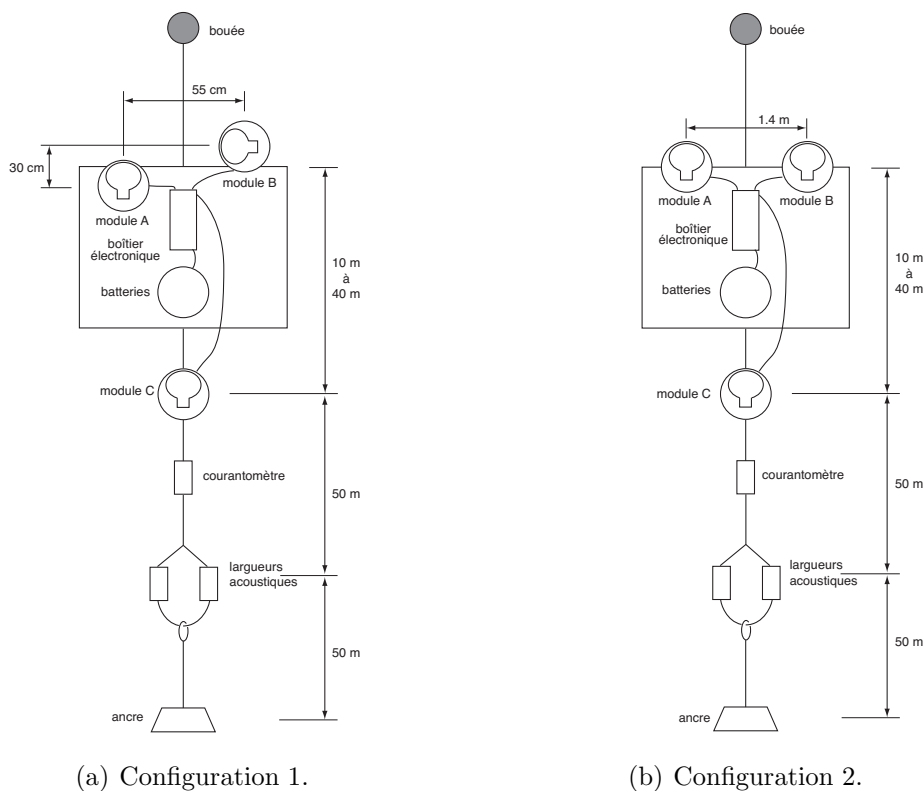 bouée
55 cm
30 cm
module B
module A
boîtier
électronique
batteries
10 m
à
40 m
module C
courantomètre
50 m
largueurs
acoustiques
50 m
ancre
(a) Configuration 1.
bouée
1.4 m
module A
module B
boîtier
électronique
batteries
10 m
à
40 m
module C
courantomètre
50 m
largueurs
acoustiques
50 m
ancre
(b) Configuration 2.